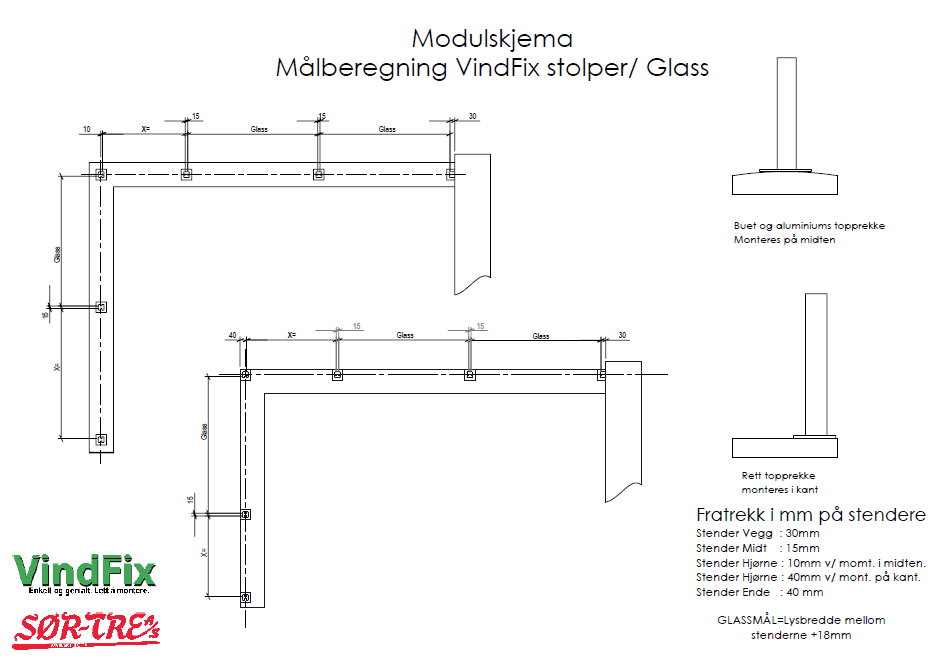 Modulskjema
Målberegning VindFix stolper/ Glass
10
X=
15
Glass
15
Glass
30
Glass
15
X=
Buet og aluminiums topprekke
Monteres på midten
40
X=
15
Glass
15
Glass
30
Glass
15
X=
Rett topprekke
monteres i kant
Fratrekk i mm på stendere
Stender Vegg : 30mm
Stender Midt : 15mm
Stender Hjørne : 10mm v/ momt. i midten.
Stender Hjørne : 40mm v/ mont. på kant.
Stender Ende : 40 mm
GLASSMÅL=Lysbredde mellom
stenderne +18mm
VindFix
Enkelt og genialt. Lett å montere.
SØR-TRE A/S